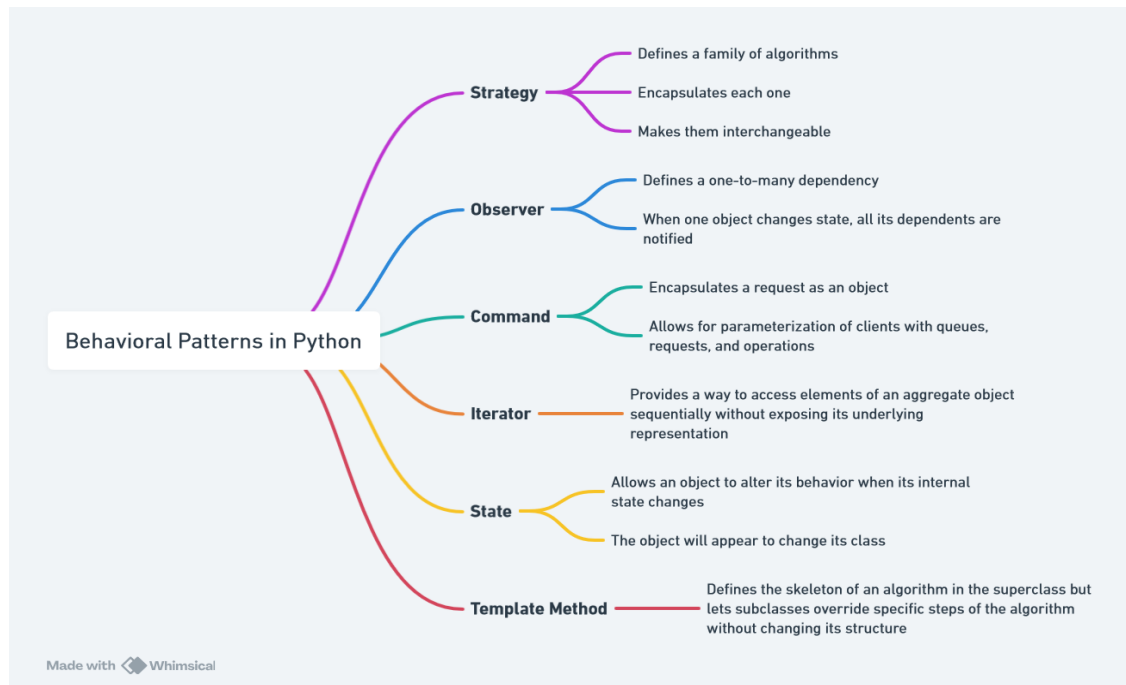 Behavioral Patterns in Python
Strategy
Defines a family of algorithms
Encapsulates each one
Makes them interchangeable
Observer
Defines a one-to-many dependency
When one object changes state, all its dependents are
notified
Command
Encapsulates a request as an object
Allows for parameterization of clients with queues,
requests, and operations
Iterator
Provides a way to access elements of an aggregate object
sequentially without exposing its underlying
representation
State
Allows an object to alter its behavior when its internal
state changes
The object will appear to change its class
Template Method
Defines the skeleton of an algorithm in the superclass but
lets subclasses override specific steps of the algorithm
without changing its structure
Made with Whimsical